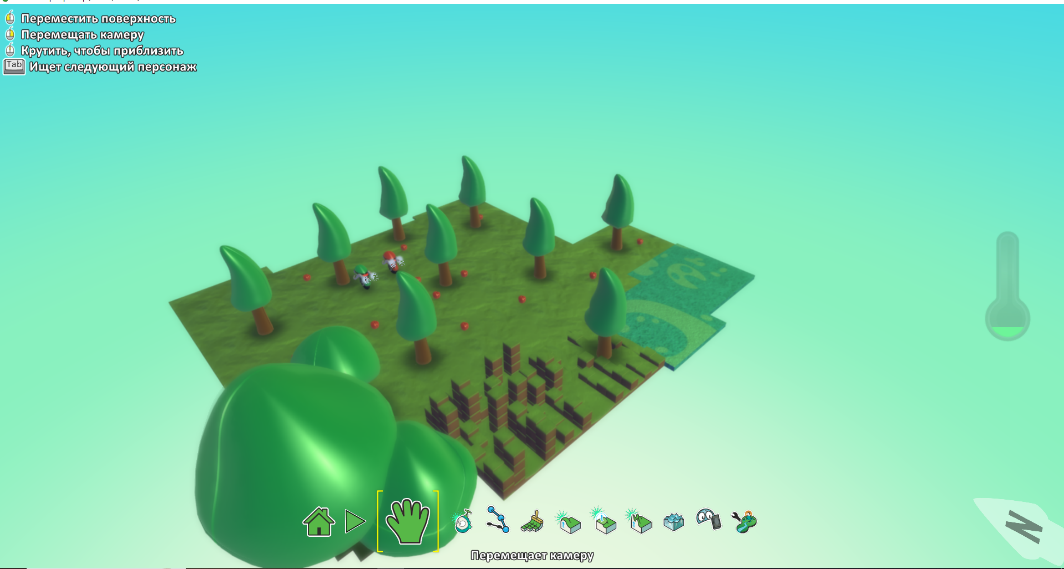 Переместить поверхность
Перемещать камеру
Крутить, чтобы приблизить
Tab Ищет следующий персонаж
N
Перемещает камеру